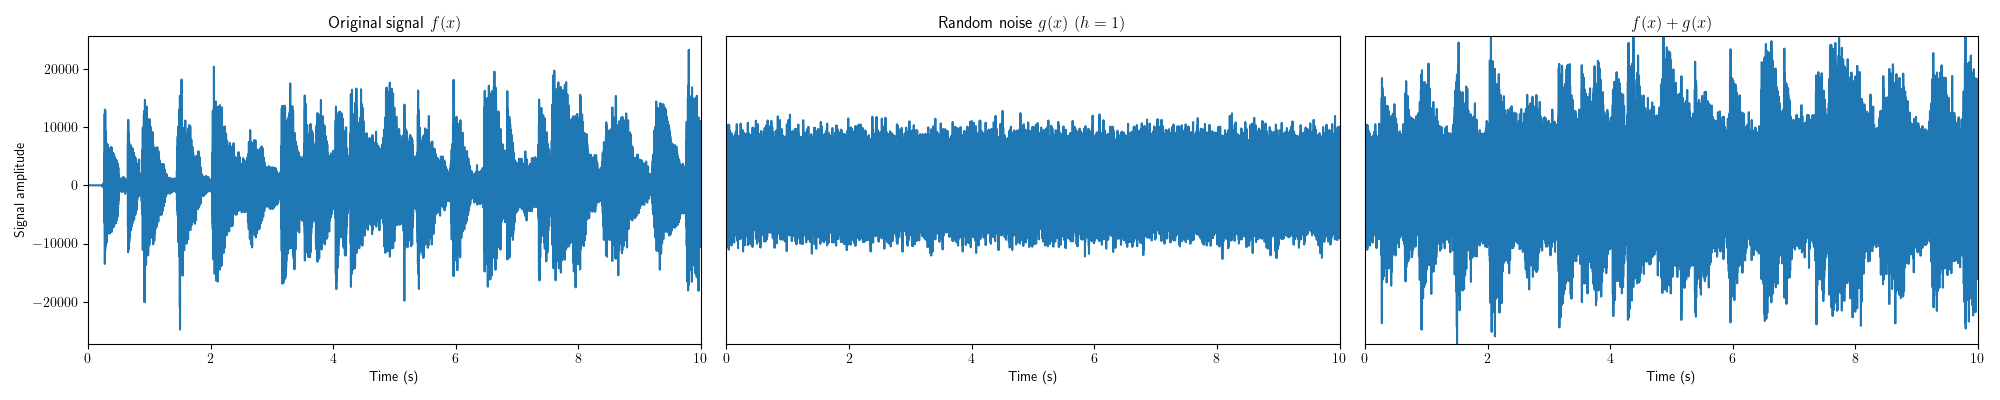 Original signal f(x)
Random noise g(x) (h = 1)
f(x) + g(x)
Signal amplitude
20000
10000
0
−10000
−20000
0 2 4 6 8 10
0 2 4 6 8 10
0 2 4 6 8 10
Time (s)
Time (s)
Time (s)